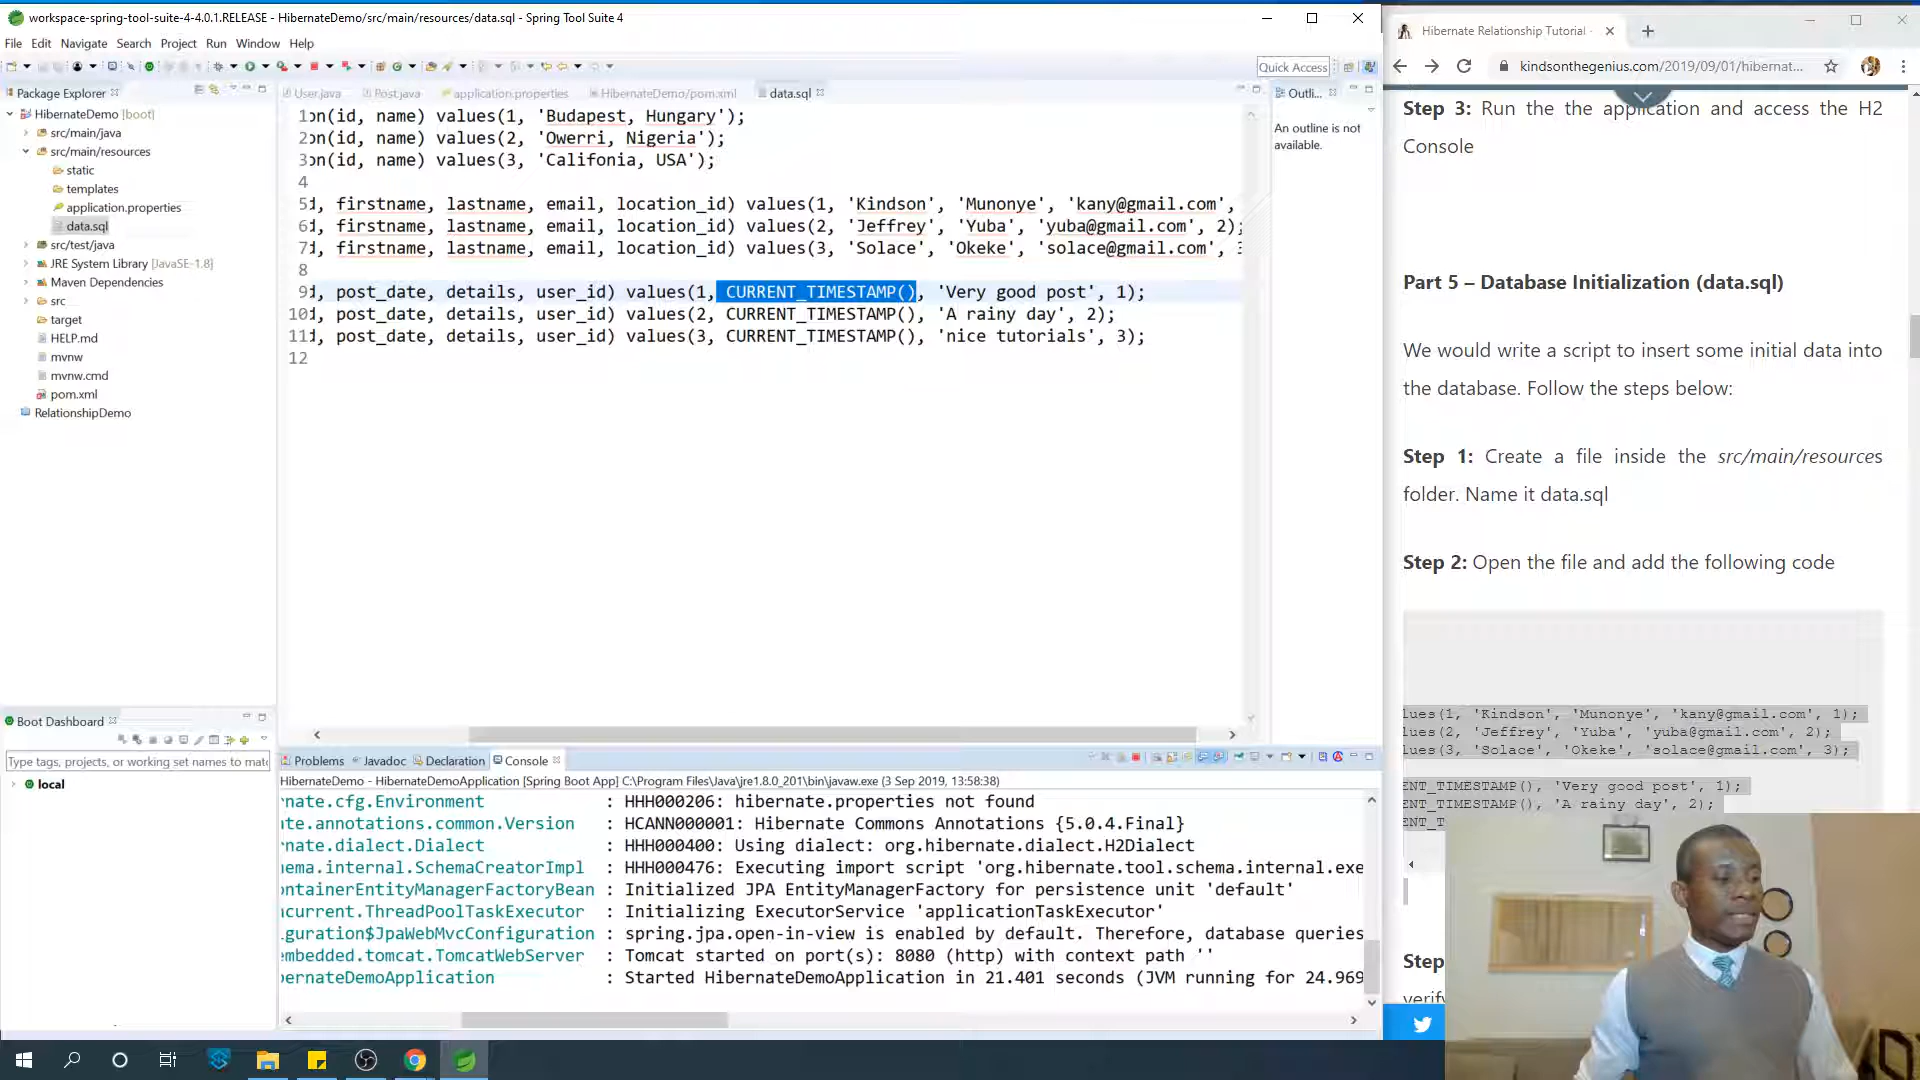 workspace-spring-tool-suite-4-4.0.1.RELEASE - HibernateDemo/src/main/resources/data.sql - Spring Tool Suite 4
File Edit Navigate Search Project Run Window Help
Quick Access
Package Explorer
HibernateDemo [boot]
src/main/java
src/main/resources
static
templates
application.properties
data.sql
src/test/java
JRE System Library [JavaSE-1.8]
Maven Dependencies
src
target
HELP.md
mvnw
mvnw.cmd
pom.xml
RelationshipDemo
Boot Dashboard
Type tags, projects, or working set names to mat
local
User.java Post.java application.properties HibernateDemo/pom.xml data.sql
1 on(id, name) values(1, 'Budapest, Hungary');
2 on(id, name) values(2, 'Owerri, Nigeria');
3 on(id, name) values(3, 'Califonia, USA');
4
5 d, firstname, lastname, email, location_id) values(1, 'Kindson', 'Munonye', 'kany@gmail.com',
6 d, firstname, lastname, email, location_id) values(2, 'Jeffrey', 'Yuba', 'yuba@gmail.com', 2);
7 d, firstname, lastname, email, location_id) values(3, 'Solace', 'Okeke', 'solace@gmail.com', 3
8
9 d, post_date, details, user_id) values(1, CURRENT_TIMESTAMP(), 'Very good post', 1);
10 d, post_date, details, user_id) values(2, CURRENT_TIMESTAMP(), 'A rainy day', 2);
11 d, post_date, details, user_id) values(3, CURRENT_TIMESTAMP(), 'nice tutorials', 3);
12
Outli...
An outline is not
available.
Problems Javadoc Declaration Console
HibernateDemo - HibernateDemoApplication [Spring Boot App] C:\Program Files\Java\jre1.8.0_201\bin\javaw.exe (3 Sep 2019, 13:58:38)
rnate.cfg.Environment : HHH000206: hibernate.properties not found
ate.annotations.common.Version : HCANN000001: Hibernate Commons Annotations {5.0.4.Final}
ate.dialect.Dialect : HHH000400: Using dialect: org.hibernate.dialect.H2Dialect
hema.internal.SchemaCreatorImpl : HHH000476: Executing import script 'org.hibernate.tool.schema.internal.exe
ontainerEntityManagerFactoryBean : Initialized JPA EntityManagerFactory for persistence unit 'default'
ncurrent.ThreadPoolTaskExecutor : Initializing ExecutorService 'applicationTaskExecutor'
iguration$JpaWebMvcConfiguration : spring.jpa.open-in-view is enabled by default. Therefore, database queries
embedded.tomcat.TomcatWebServer : Tomcat started on port(s): 8080 (http) with context path ''
bernateDemoApplication : Started HibernateDemoApplication in 21.401 seconds (JVM running for 24.969
Hibernate Relationship Tutorial -
kindsonthegenius.com/2019/09/01/hibernat...
Step 3: Run the the application and access the H2
Console
Part 5 – Database Initialization (data.sql)
We would write a script to insert some initial data into
the database. Follow the steps below:
Step 1: Create a file inside the src/main/resources
folder. Name it data.sql
Step 2: Open the file and add the following code
lues(1, 'Kindson', 'Munonye', 'kany@gmail.com', 1);
lues(2, 'Jeffrey', 'Yuba', 'yuba@gmail.com', 2);
lues(3, 'Solace', 'Okeke', 'solace@gmail.com', 3);
ENT_TIMESTAMP(), 'Very good post', 1);
ENT_TIMESTAMP(), 'A rainy day', 2);
ENT_T
Step
verify